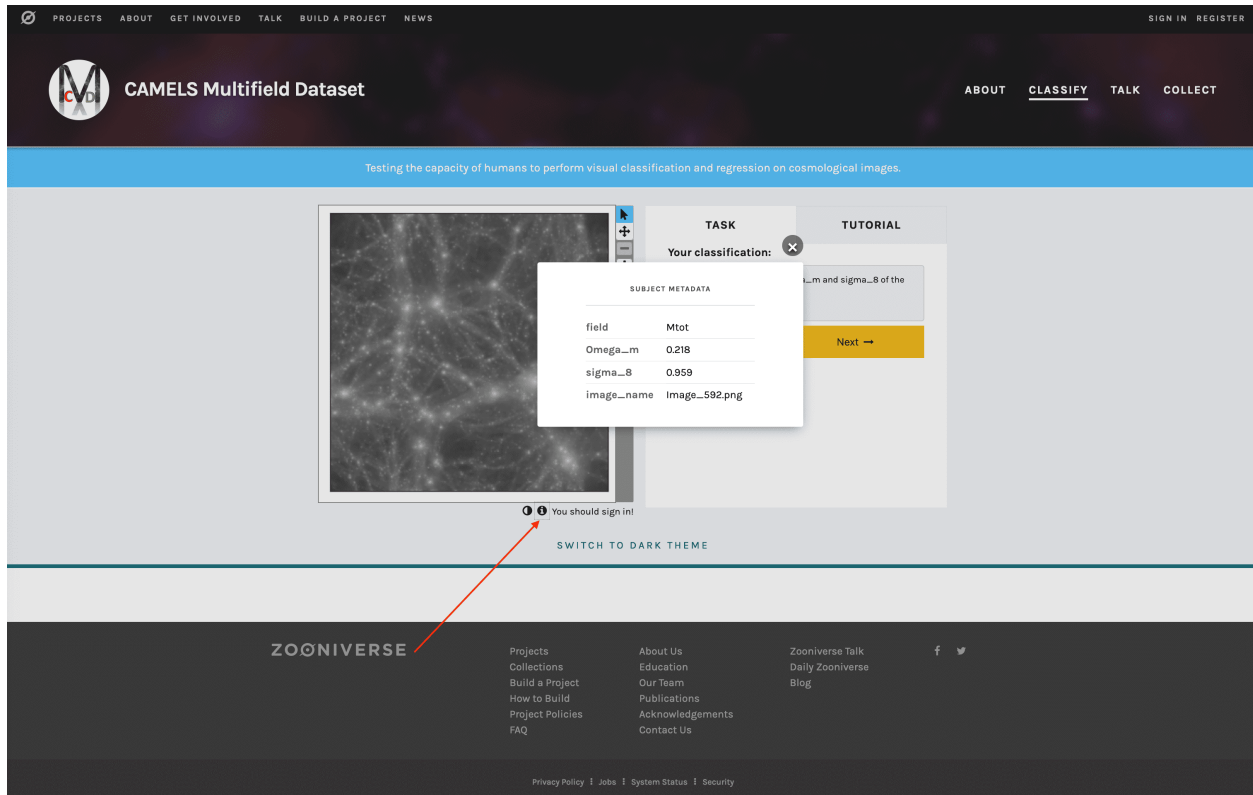 PROJECTS ABOUT GET INVOLVED TALK BUILD A PROJECT NEWS SIGN IN REGISTER
CAMELS Multifield Dataset
ABOUT CLASSIFY TALK COLLECT
Testing the capacity of humans to perform visual classification and regression on cosmological images.
TASK TUTORIAL
Your classification:
a_m and sigma_8 of the
Next →
SUBJECT METADATA
field Mtot
Omega_m 0.218
sigma_8 0.959
image_name Image_592.png
You should sign in!
SWITCH TO DARK THEME
ZOONIVERSE
Projects
Collections
Build a Project
How to Build
Project Policies
FAQ
About Us
Education
Our Team
Publications
Acknowledgements
Contact Us
Zooniverse Talk
Daily Zooniverse
Blog
Privacy Policy Jobs System Status Security